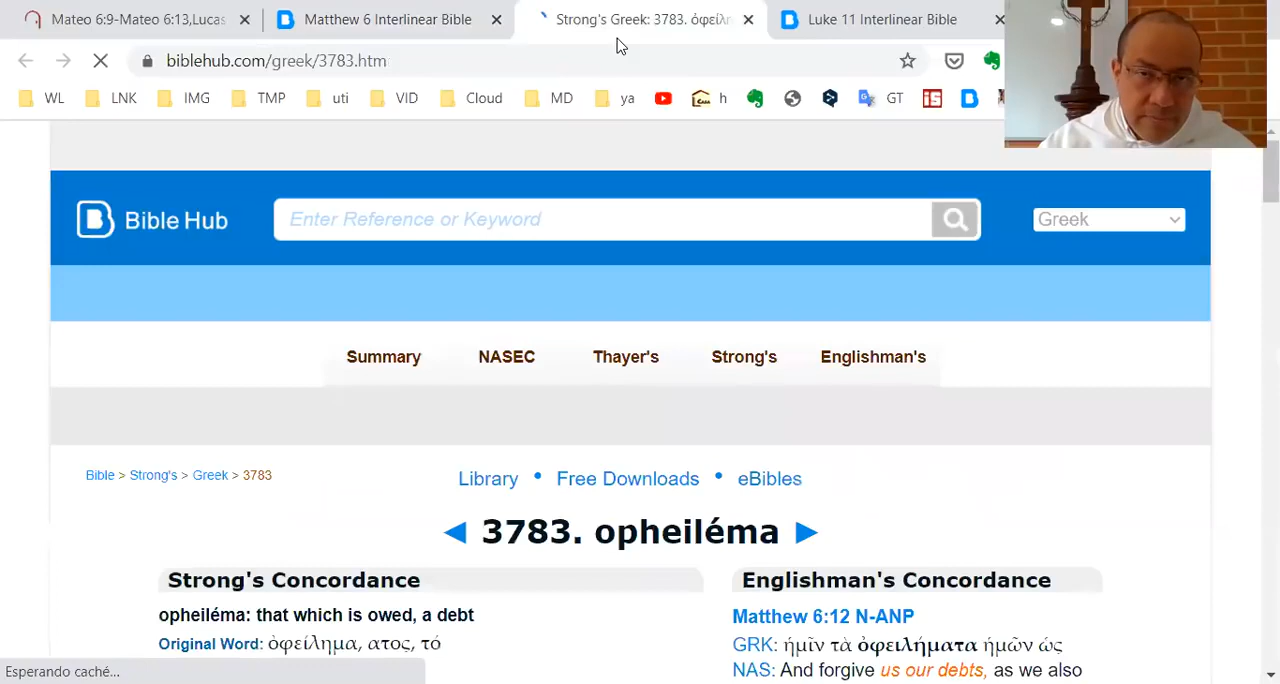 Mateo 6:9-Mateo 6:13,Lucas
Matthew 6 Interlinear Bible
Strong's Greek: 3783. ὀφείλη
Luke 11 Interlinear Bible
biblehub.com/greek/3783.htm
WL LNK IMG TMP uti VID Cloud MD ya h GT
Bible Hub
Enter Reference or Keyword
Greek
Summary NASEC Thayer's Strong's Englishman's
Bible > Strong's > Greek > 3783
Library • Free Downloads • eBibles
◄ 3783. opheiléma ►
Strong's Concordance
opheiléma: that which is owed, a debt
Original Word: ὀφείλημα, ατος, τό
Englishman's Concordance
Matthew 6:12 N-ANP
GRK: ἡμῖν τὰ ὀφειλήματα ἡμῶν ὡς
NAS: And forgive us our debts, as we also
Esperando caché...